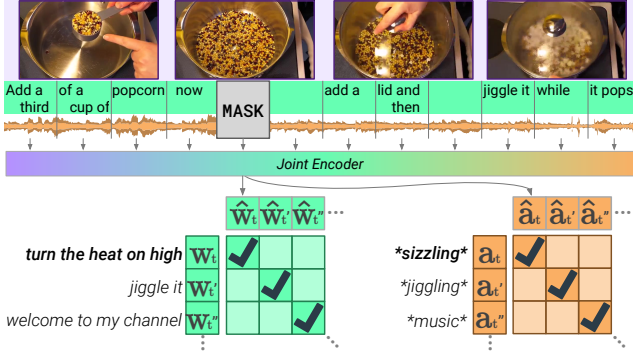 Add a third of a cup of popcorn now MASK add a lid and then jiggle it while it pops
Joint Encoder
ŵt ŵt' ŵt'' ... ât ât' ât'' ...
turn the heat on high wt *sizzling* at
jiggle it wt' *jiggling* at'
welcome to my channel wt'' *music* at''